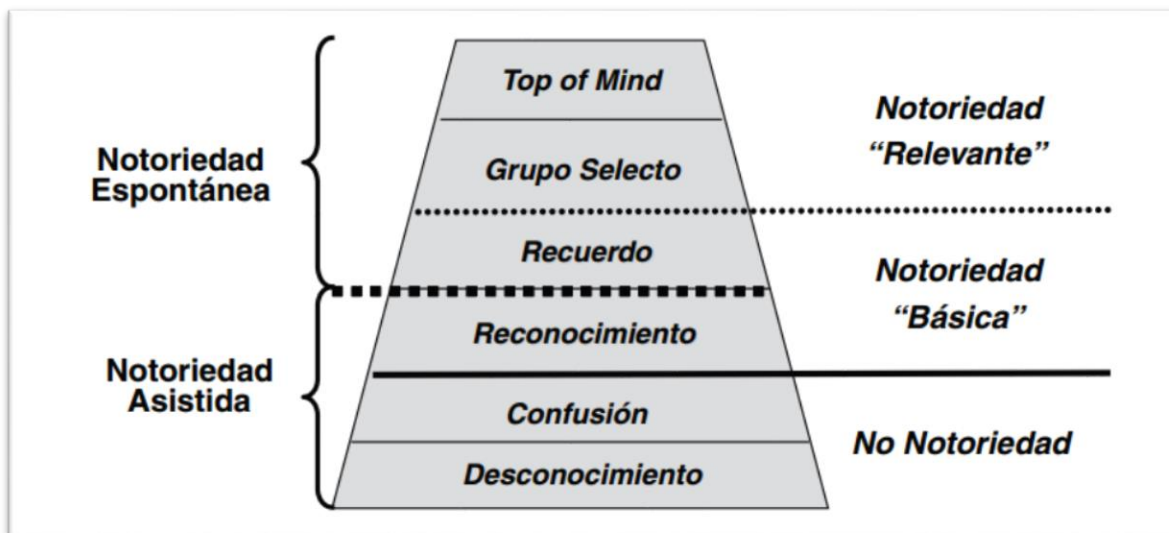 Notoriedad
Espontánea
Notoriedad
Asistida
Top of Mind
Grupo Selecto
Recuerdo
Reconocimiento
Confusión
Desconocimiento
Notoriedad
“Relevante”
Notoriedad
“Básica”
No Notoriedad